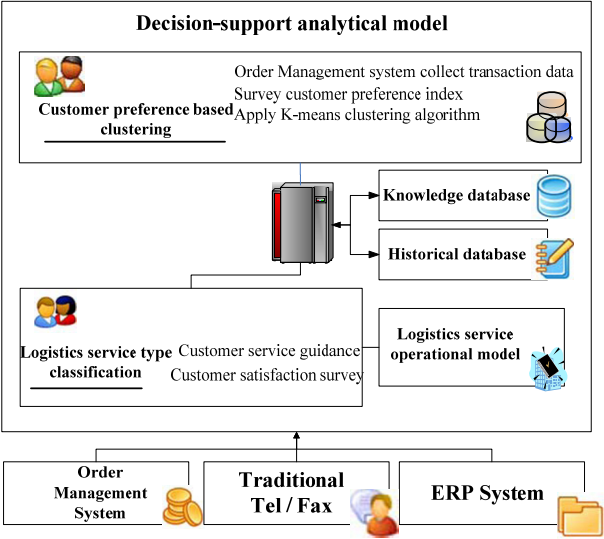 Decision-support analytical model
Order Management system collect transaction data
Survey customer preference index
Apply K-means clustering algorithm
Customer preference based
clustering
Knowledge database
Historical database
Logistics service type
classification
Customer service guidance
Customer satisfaction survey
Logistics service
operational model
Order
Management
System
Traditional
Tel / Fax
ERP System